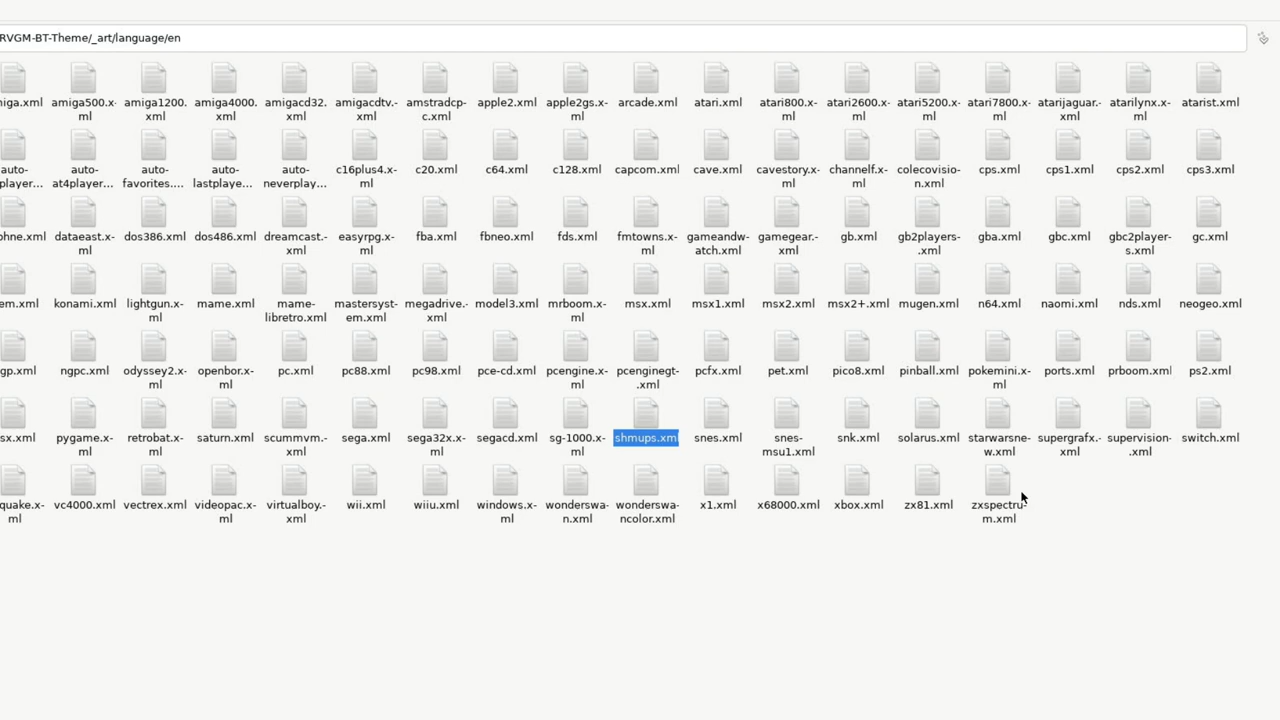 RVGM-BT-Theme/_art/language/en
iga.xml amiga500.x- amiga1200. amiga4000. amigacd32. amigacdtv.- amstradcp- apple2.xml apple2gs.x- arcade.xml atari.xml atari800.x- atari2600.x- atari5200.x- atari7800.x- atarijaguar.- atarilynx.x- atarist.xml
ml xml xml xml xml c.xml ml ml ml ml ml xml ml
auto- auto- auto- auto- auto- c16plus4.x- c20.xml c64.xml c128.xml capcom.xml cave.xml cavestory.x- channelf.x- colecovisio- cps.xml cps1.xml cps2.xml cps3.xml
player... at4player... favorites.... lastplaye... neverplay... ml ml ml n.xml
hne.xml dataeast.x- dos386.xml dos486.xml dreamcast.- easyrpg.x- fba.xml fbneo.xml fds.xml fmtowns.x- gameandw- gamegear.- gb.xml gb2players- gba.xml gbc.xml gbc2player- gc.xml
ml xml ml ml atch.xml xml .xml s.xml
em.xml konami.xml lightgun.x- mame.xml mame- mastersyst- megadrive.- model3.xml mrboom.x- msx.xml msx1.xml msx2.xml msx2+.xml mugen.xml n64.xml naomi.xml nds.xml neogeo.xml
ml libretro.xml em.xml xml ml
gp.xml ngpc.xml odyssey2.x- openbor.x- pc.xml pc88.xml pc98.xml pce-cd.xml pcengine.x- pcenginegt- pcfx.xml pet.xml pico8.xml pinball.xml pokemini.x- ports.xml prboom.xml ps2.xml
ml ml ml .xml ml
sx.xml pygame.x- retrobat.x- saturn.xml scummvm.- sega.xml sega32x.x- segacd.xml sg-1000.x- shmups.xml snes.xml snes- snk.xml solarus.xml starwarsne- supergrafx.- supervision- switch.xml
ml ml xml ml ml msu1.xml w.xml xml .xml
quake.x- vc4000.xml vectrex.xml videopac.x- virtualboy.- wii.xml wiiu.xml windows.x- wonderswa- wonderswa- x1.xml x68000.xml xbox.xml zx81.xml zxspectru-
ml ml xml ml n.xml ncolor.xml m.xml